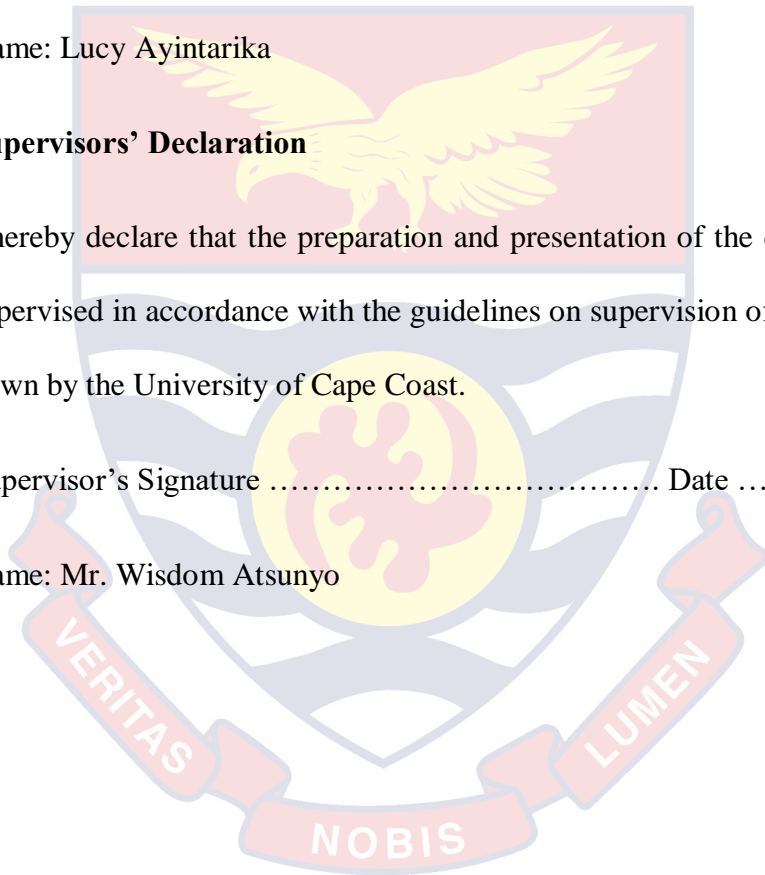 ame: Lucy Ayintarika
pervisors’ Declaration
hereby declare that the preparation and presentation of the
pervised in accordance with the guidelines on supervision of
wn by the University of Cape Coast.
pervisor’s Signature ………………………………. Date …
ame: Mr. Wisdom Atsunyo
VERITAS
NOBIS
LUMEN